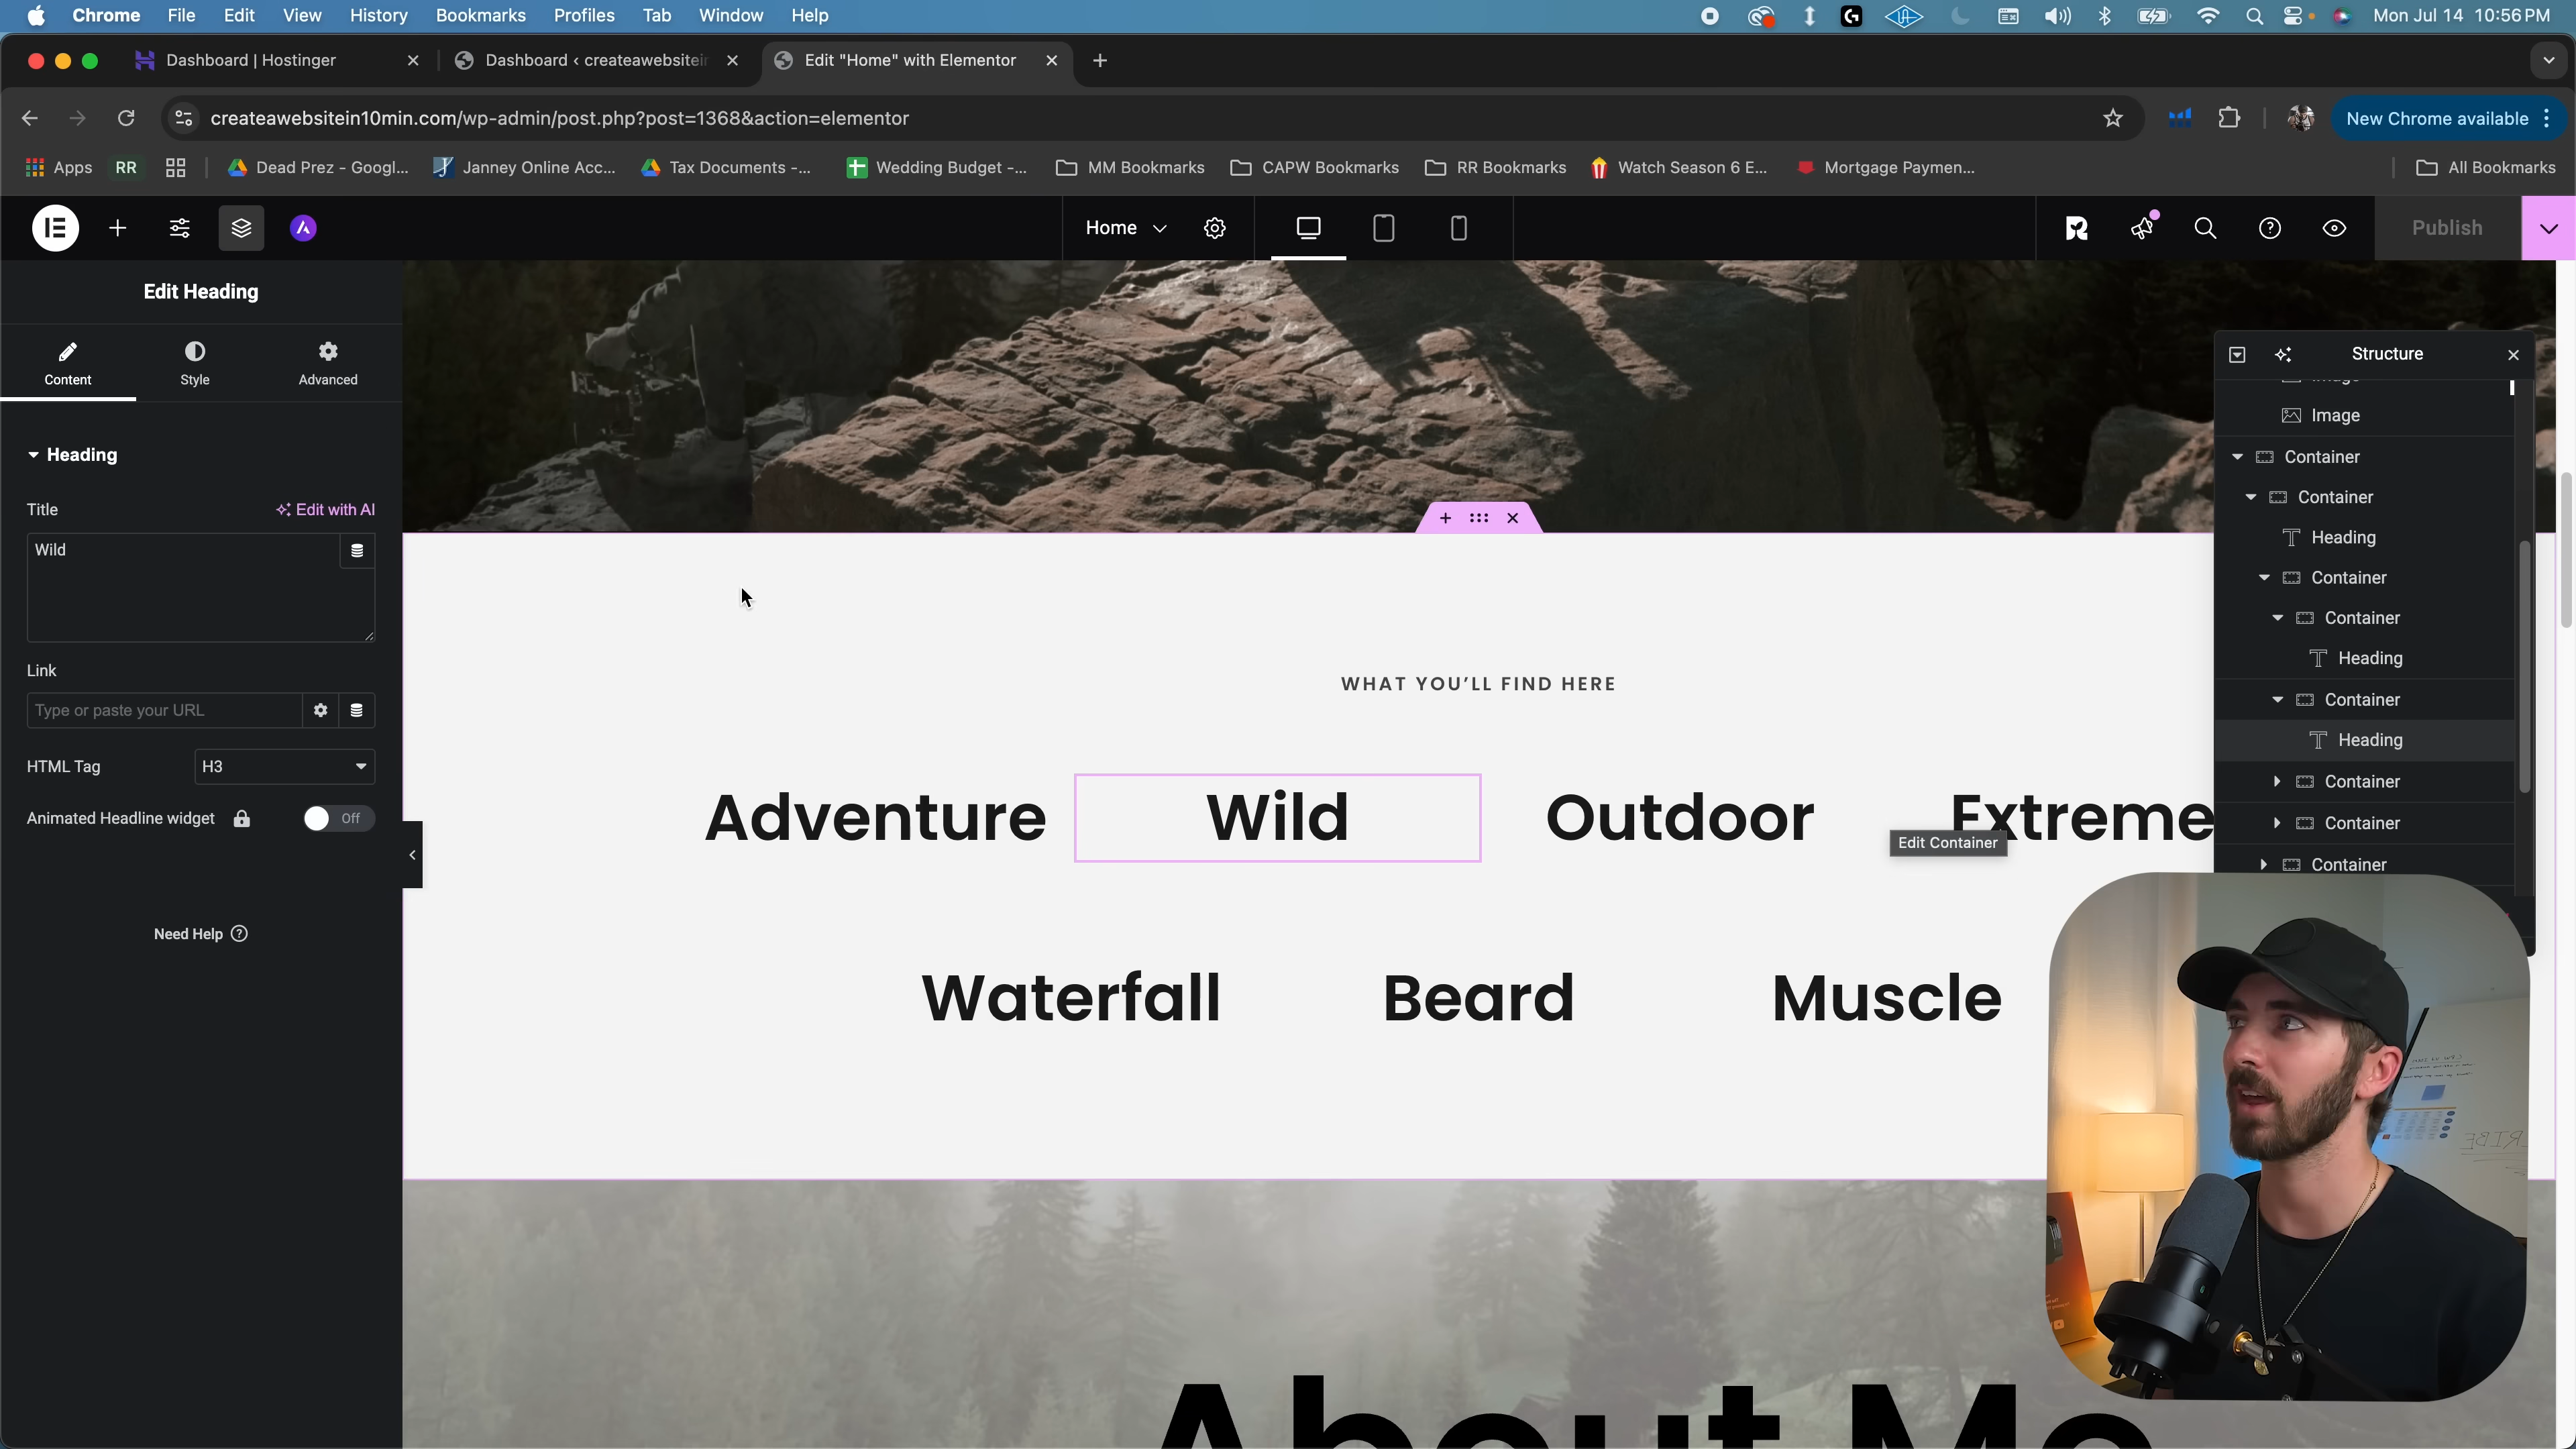 Chrome File Edit View History Bookmarks Profiles Tab Window Help Mon Jul 14 10:56 PM
Dashboard | Hostinger Dashboard ‹ createawebsitein Edit "Home" with Elementor
createawebsitein10min.com/wp-admin/post.php?post=1368&action=elementor New Chrome available
Apps RR Dead Prez - Googl... Janney Online Acc... Tax Documents -... Wedding Budget -... MM Bookmarks CAPW Bookmarks RR Bookmarks Watch Season 6 E... Mortgage Paymen... All Bookmarks
Home Publish
Edit Heading
Content Style Advanced
Heading
Title Edit with AI
Wild
Link
Type or paste your URL
HTML Tag H3
Animated Headline widget Off
Need Help
WHAT YOU'LL FIND HERE
Adventure Wild Outdoor Extreme
Edit Container
Waterfall Beard Muscle
About Me
Structure
Image
Image
Container
Container
Heading
Container
Container
Heading
Container
Heading
Container
Container
Container